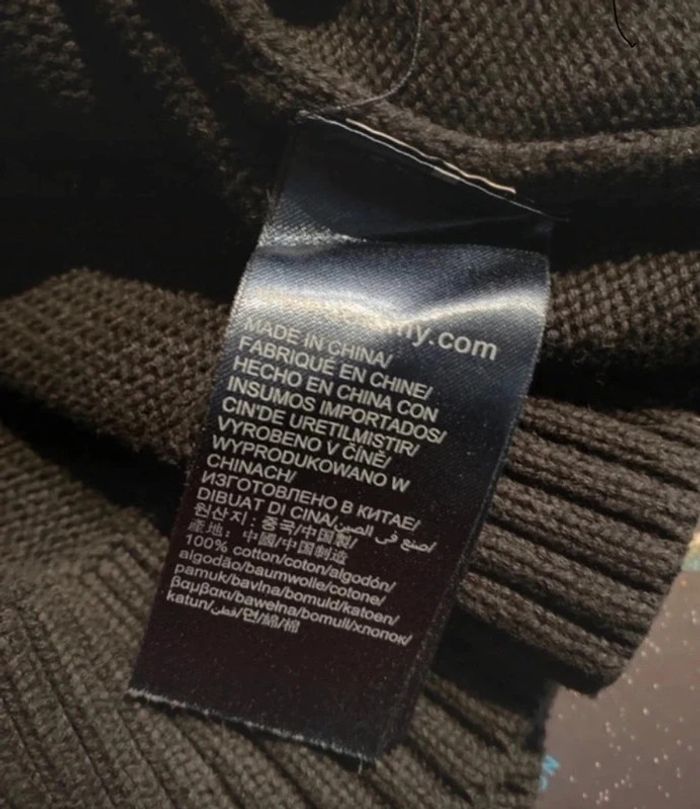 my.com
MADE IN CHINA/
FABRIQUÉ EN CHINE/
HECHO EN CHINA CON
INSUMOS IMPORTADOS/
CIN'DE URETILMISTIR/
VYROBENO V ČÍNĚ/
WYPRODUKOWANO W
CHINACH/
ИЗГОТОВЛЕНО В КИТАЕ/
DIBUAT DI CINA/صنع في الصين/
원산지 : 중국/中国製/
產地: 中國/中国制造
100% cotton/coton/algodón/
algodão/baumwolle/cotone/
pamuk/bavlna/bomuld/katoen/
βαμβακι/bawełna/bomull/хлопок/
katun/قطن/면/綿/棉